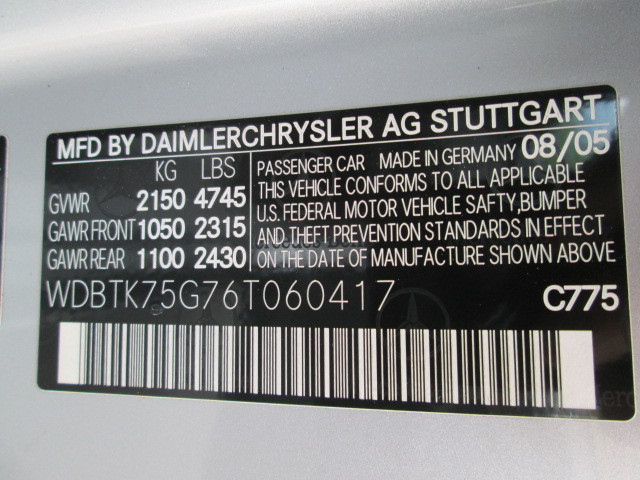 MFD BY DAIMLERCHRYSLER AG STUTTGART
KG LBS
GVWR 2150 4745
GAWR FRONT 1050 2315
GAWR REAR 1100 2430
PASSENGER CAR MADE IN GERMANY 08/05
THIS VEHICLE CONFORMS TO ALL APPLICABLE
U.S. FEDERAL MOTOR VEHICLE SAFTY,BUMPER
AND,THEFT PREVENTION STANDARDS IN EFFECT
ON THE DATE OF MANUFACTURE SHOWN ABOVE
WDBTK75G76T060417 C775